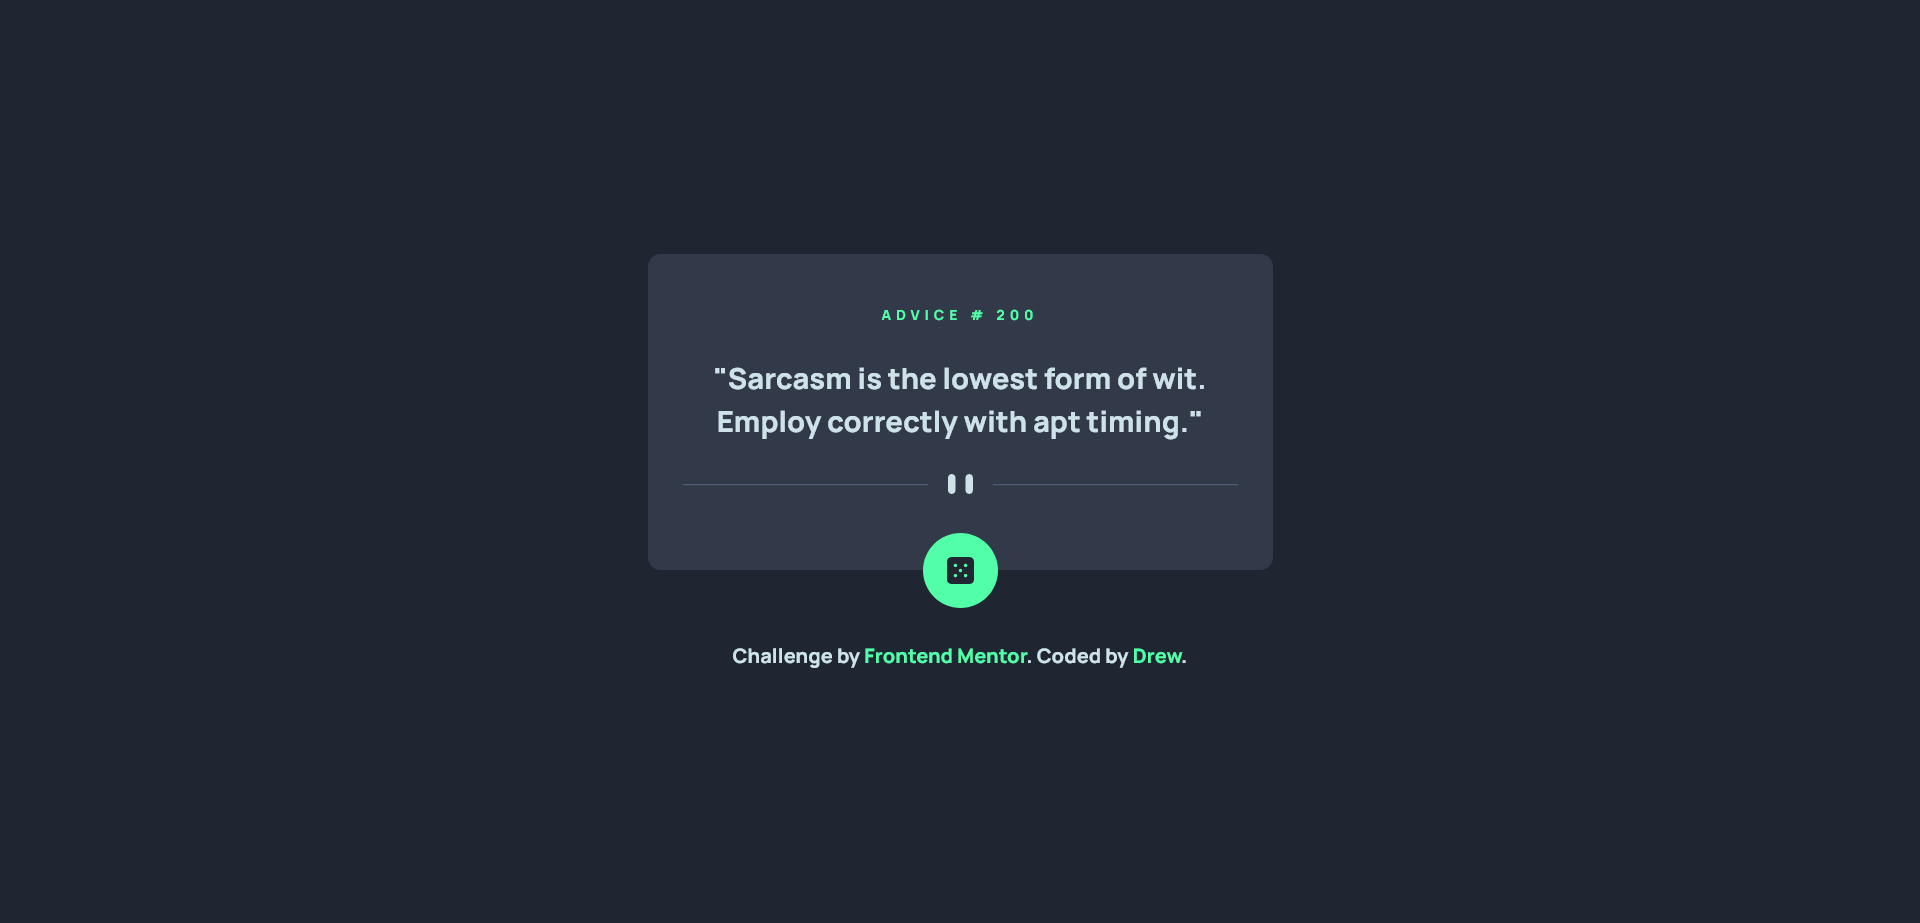 ADVICE # 200
"Sarcasm is the lowest form of wit.
Employ correctly with apt timing."
Challenge by Frontend Mentor. Coded by Drew.